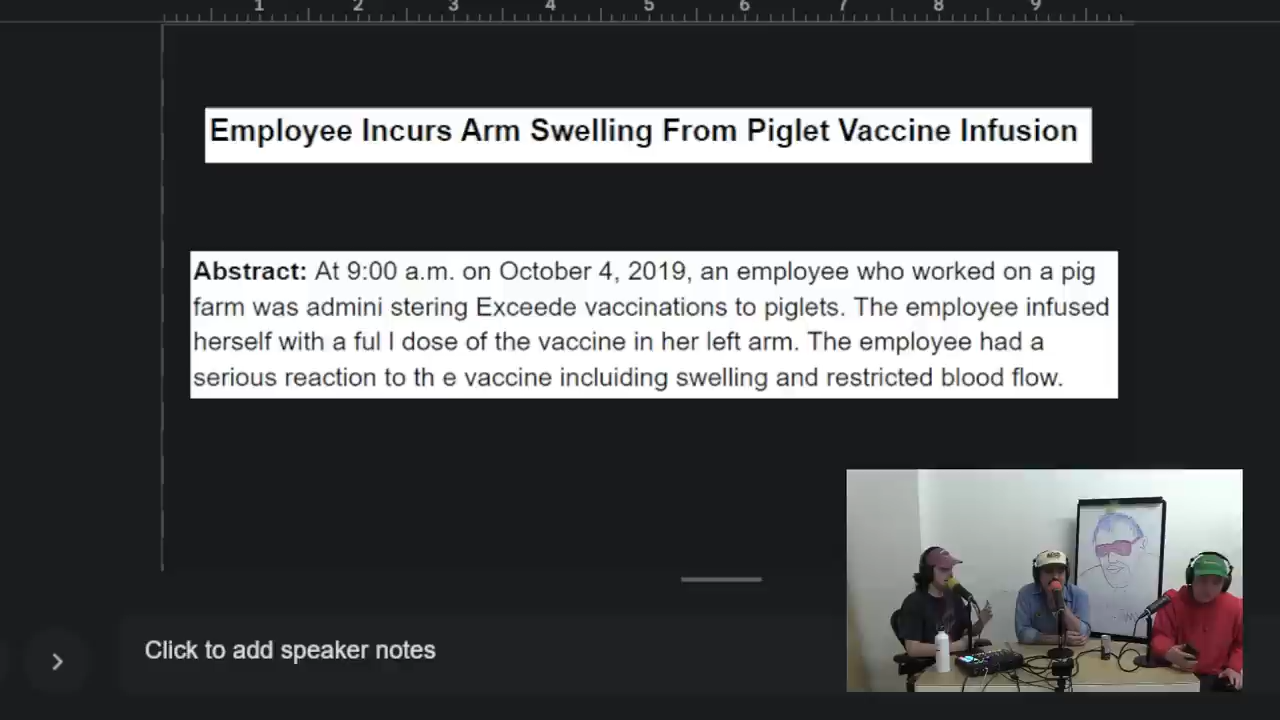 1 2 3 4 5 6 7 8 9
Employee Incurs Arm Swelling From Piglet Vaccine Infusion
Abstract: At 9:00 a.m. on October 4, 2019, an employee who worked on a pig
farm was admini stering Exceede vaccinations to piglets. The employee infused
herself with a ful l dose of the vaccine in her left arm. The employee had a
serious reaction to th e vaccine incluiding swelling and restricted blood flow.
Click to add speaker notes